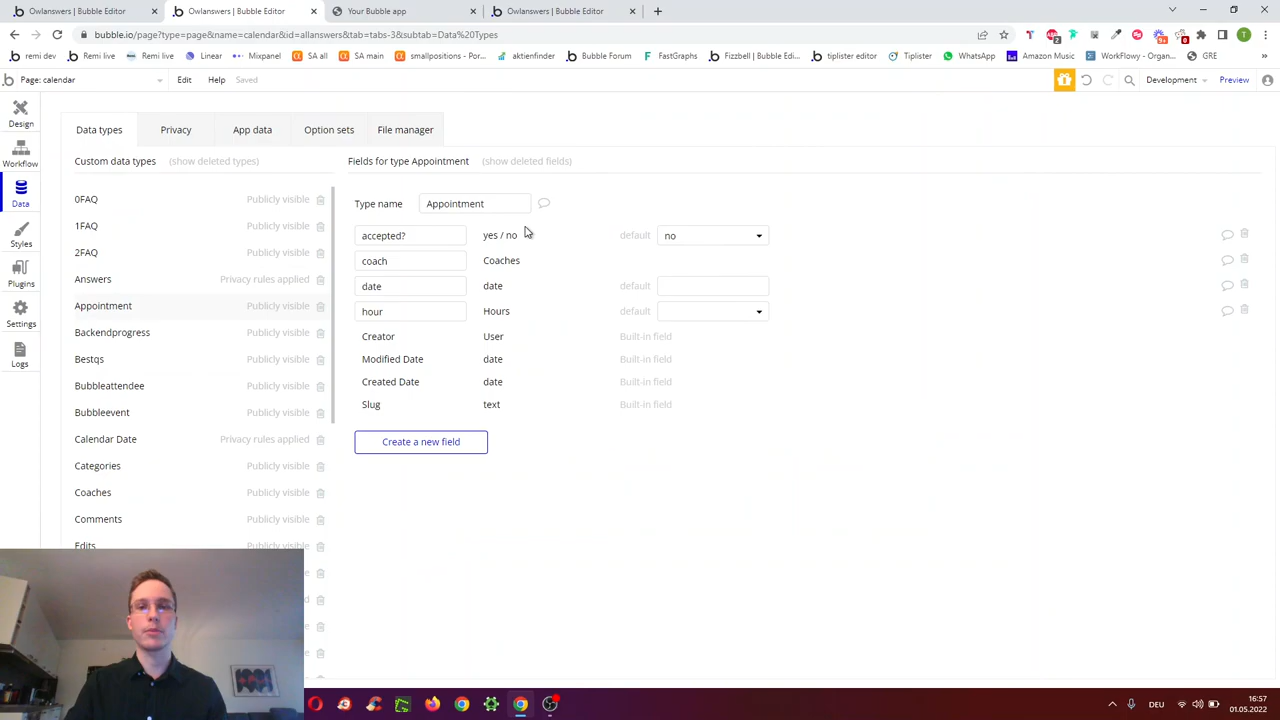 Owlanswers | Bubble Editor
Owlanswers | Bubble Editor
Your Bubble app
Owlanswers | Bubble Editor
bubble.io/page?type=page&name=calendar&id=allanswers&tab=tabs-3&subtab=Data%20Types
remi dev
Remi live
Remi live
Linear
Mixpanel
SA all
SA main
smallpositional...
aktienfinder
Bubble Forum
FastGraphs
Fizzbell | Bubble Edi...
tiplister editor
Tiplister
WhatsApp
Amazon Music
WorkFlowy - Organ...
GRE
Page: calendar
Edit
Help
Saved
Development
Preview
Design
Workflow
Data
Styles
Plugins
Settings
Logs
Data types
Privacy
App data
Option sets
File manager
Custom data types (show deleted types)
0FAQ Publicly visible
1FAQ Publicly visible
2FAQ Publicly visible
Answers Privacy rules applied
Appointment Publicly visible
Backendprogress Publicly visible
Bestqs Publicly visible
Bubbleattendee Publicly visible
Bubbleevent Publicly visible
Calendar Date Privacy rules applied
Categories Publicly visible
Coaches Publicly visible
Comments Publicly visible
Edits
Fields for type Appointment (show deleted fields)
Type name Appointment
accepted? yes / no default no
coach Coaches
date date default
hour Hours default
Creator User Built-in field
Modified Date date Built-in field
Created Date date Built-in field
Slug text Built-in field
Create a new field
DEU
16:57
01.05.2022